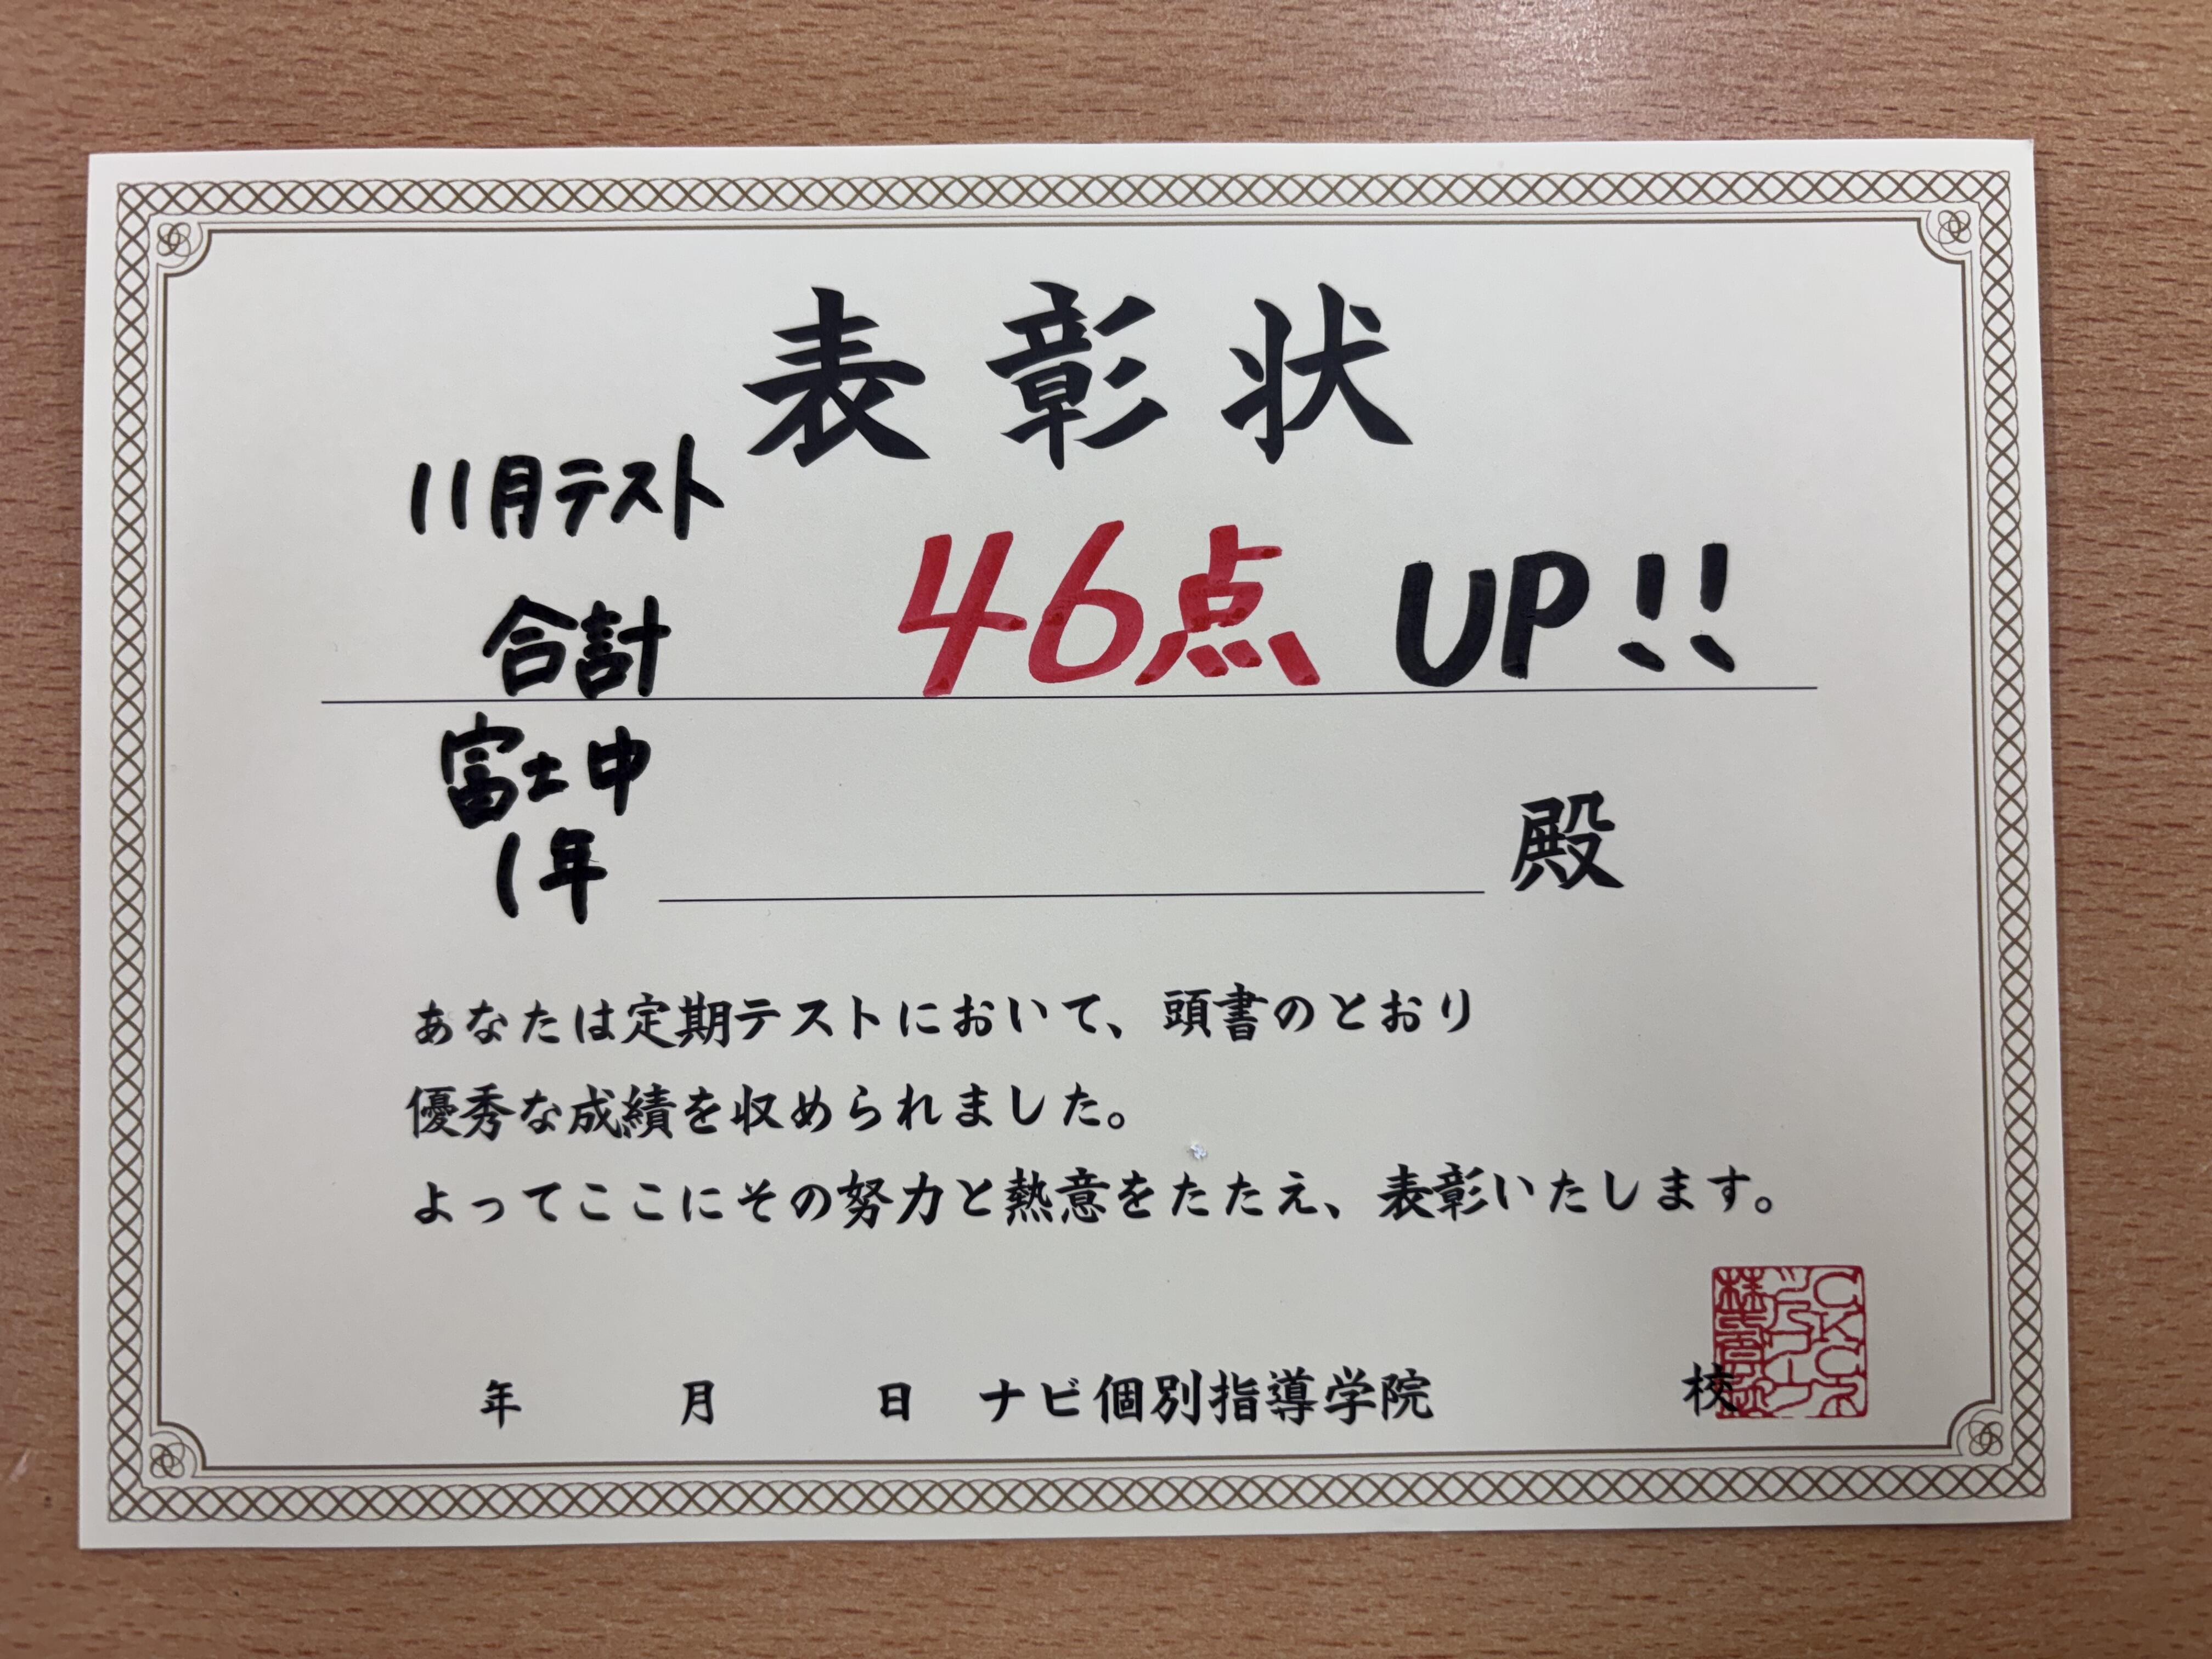 表彰状
11月テスト
合計 46点 UP!!
富士中
1年 殿
あなたは定期テストにおいて、頭書のとおり
優秀な成績を収められました。
よってここにその努力と熱意をたたえ、表彰いたします。
年 月 日 ナビ個別指導学院 校